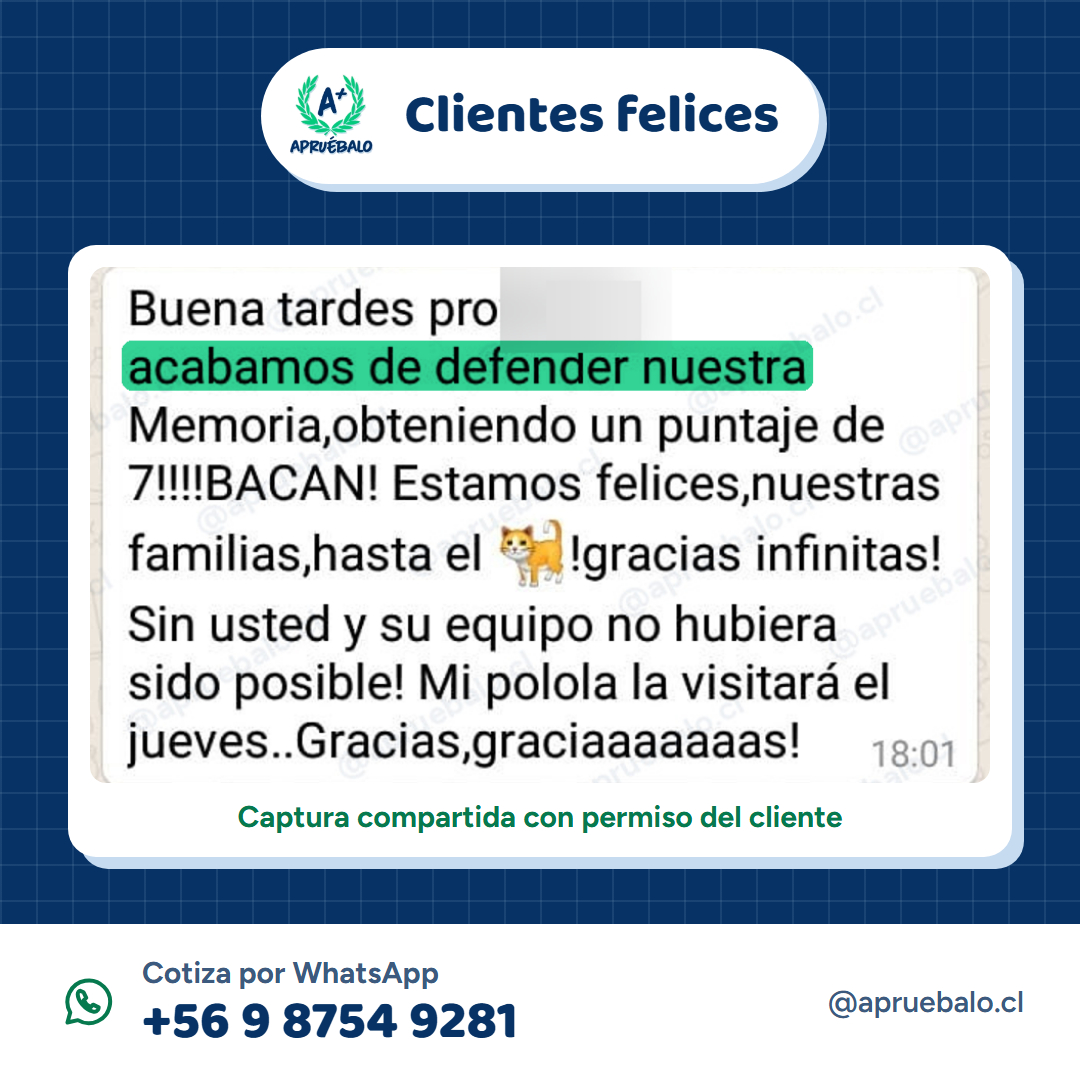 A+
APRUÉBALO
Clientes felices
Buena tardes pro
acabamos de defender nuestra
Memoria,obteniendo un puntaje de
7!!!!BACAN! Estamos felices,nuestras
familias,hasta el 🐈!gracias infinitas!
Sin usted y su equipo no hubiera
sido posible! Mi polola la visitará el
jueves..Gracias,graciaaaaaaas!
18:01
Captura compartida con permiso del cliente
Cotiza por WhatsApp
+56 9 8754 9281
@apruebalo.cl